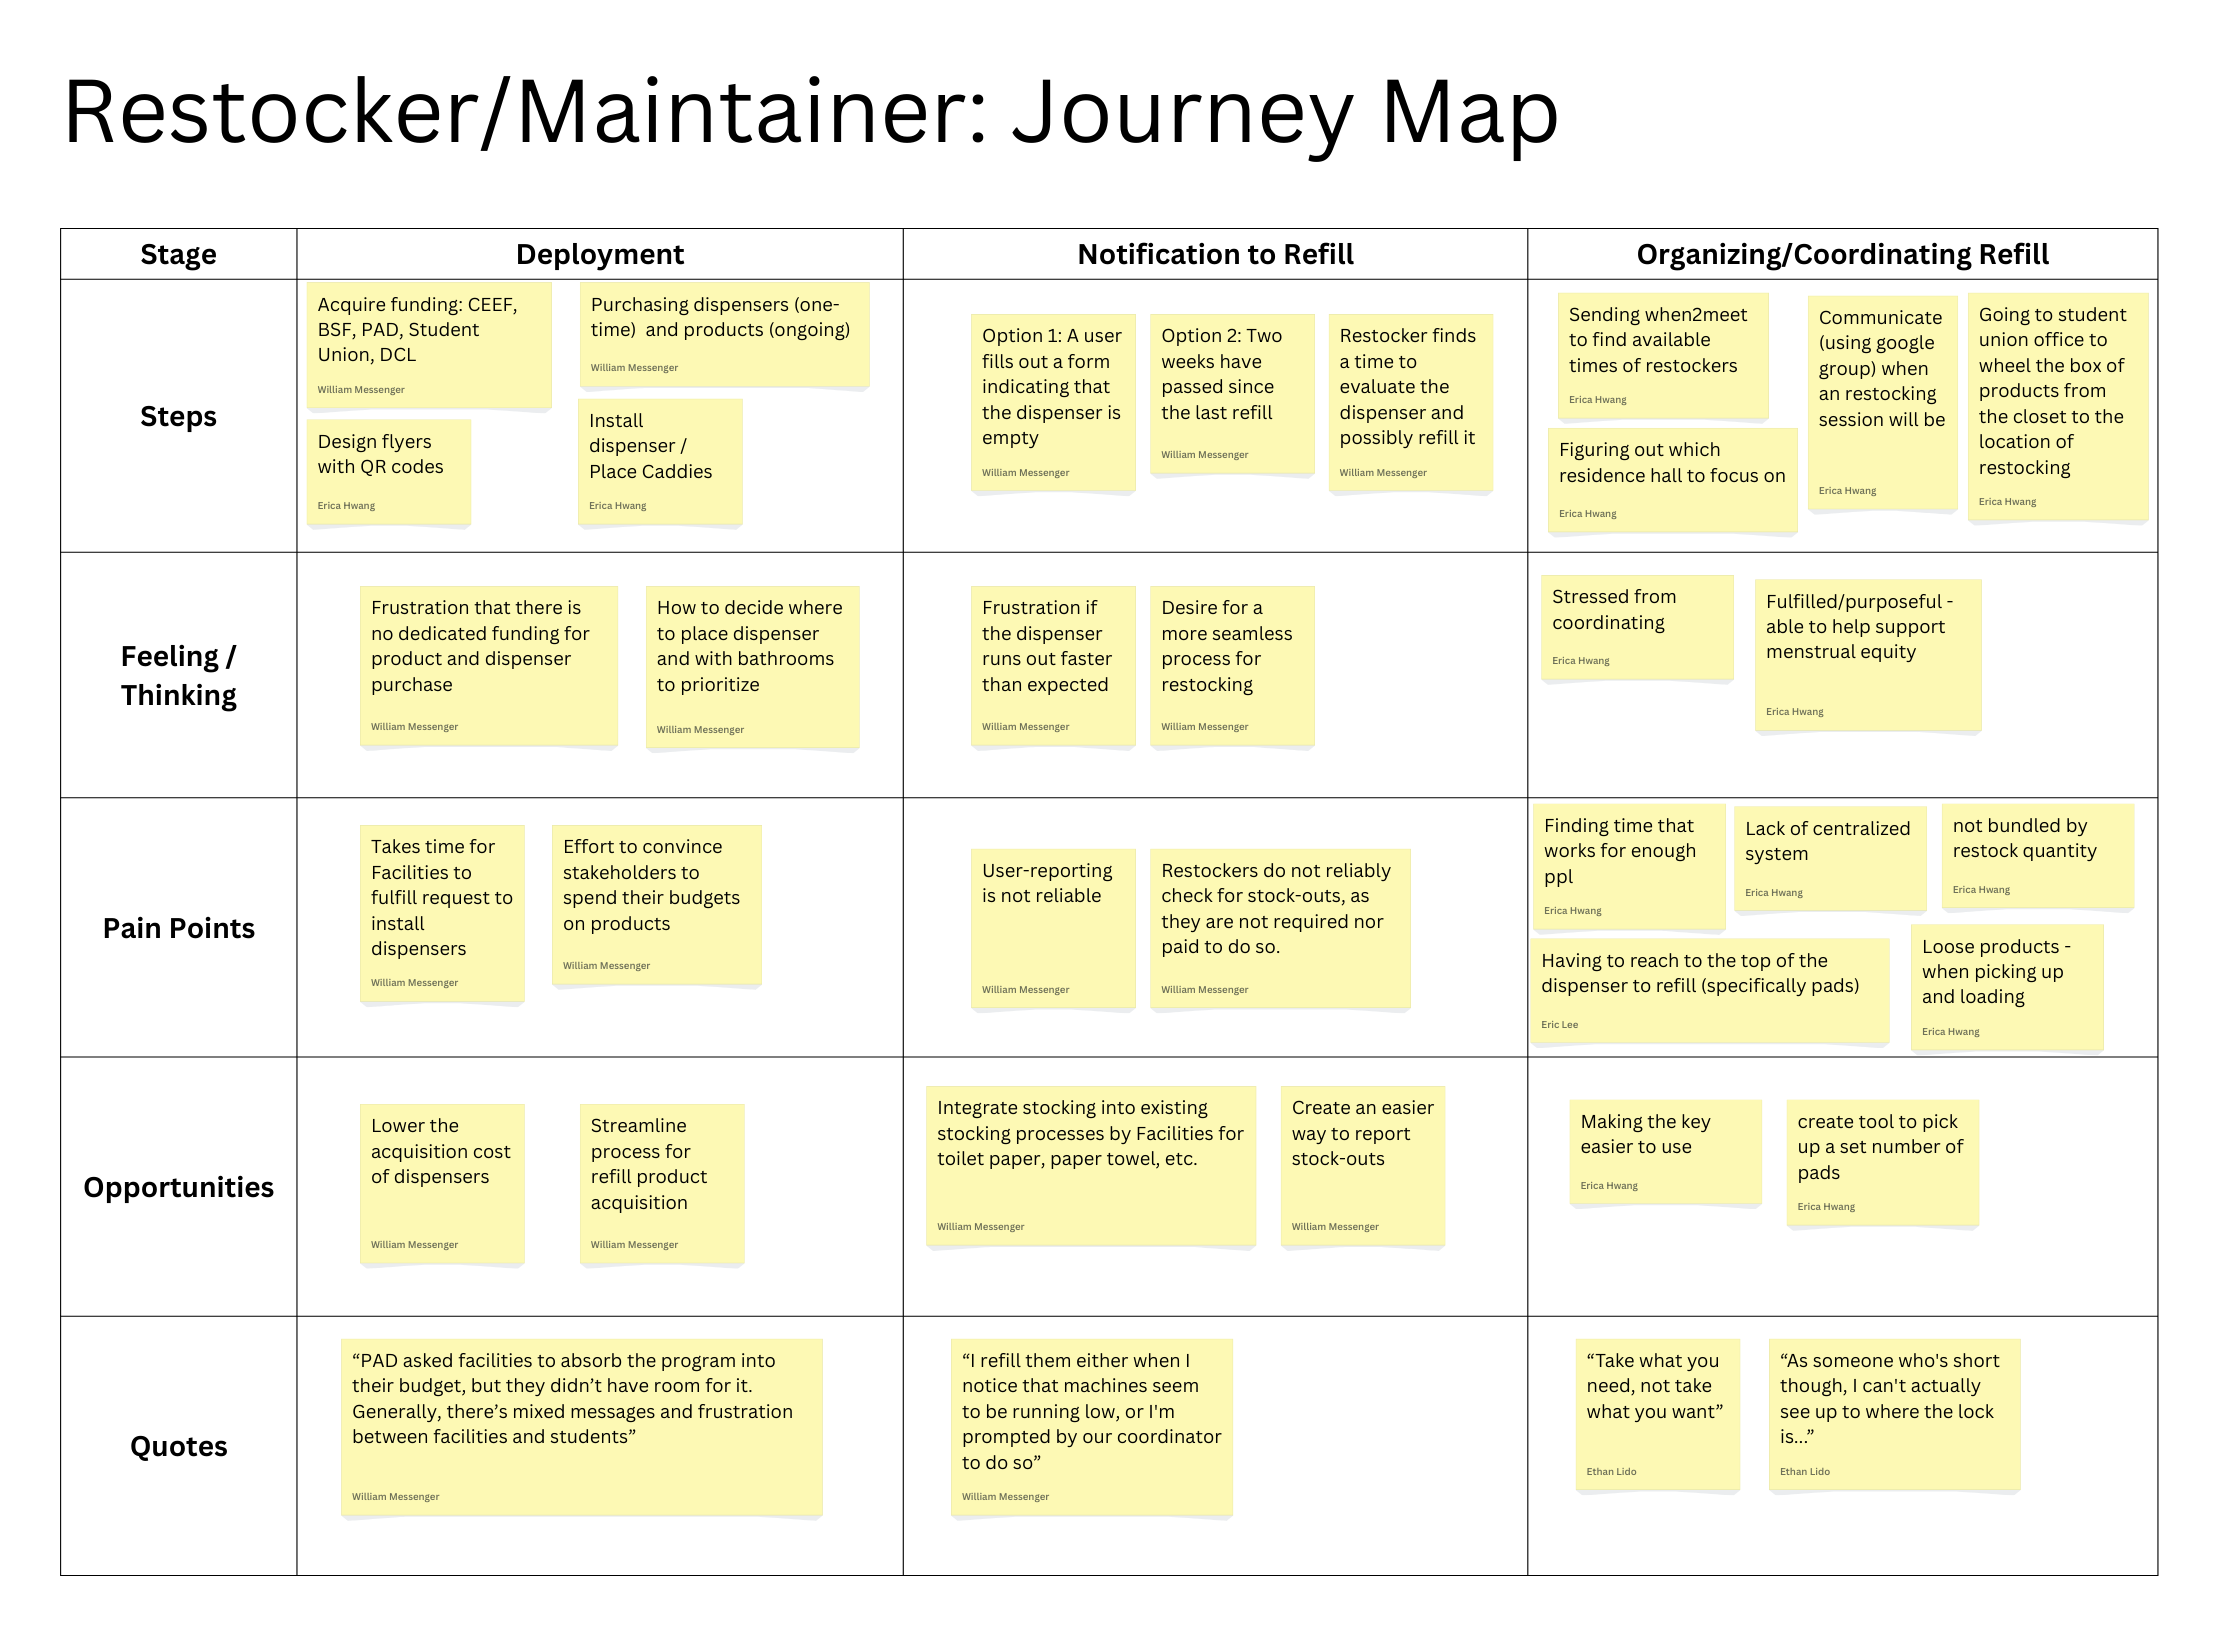 Restocker/Maintainer: Journey Map
Stage
Deployment
Notification to Refill
Organizing/Coordinating Refill
Steps
Acquire funding: CEEF,
BSF, PAD, Student
Union, DCL
William Messenger
Purchasing dispensers (one-
time) and products (ongoing)
William Messenger
Design flyers
with QR codes
Erica Hwang
Install
dispenser /
Place Caddies
Erica Hwang
Option 1: A user
fills out a form
indicating that
the dispenser is
empty
William Messenger
Option 2: Two
weeks have
passed since
the last refill
William Messenger
Restocker finds
a time to
evaluate the
dispenser and
possibly refill it
William Messenger
Sending when2meet
to find available
times of restockers
Erica Hwang
Figuring out which
residence hall to focus on
Erica Hwang
Communicate
(using google
group) when
an restocking
session will be
Erica Hwang
Going to student
union office to
wheel the box of
products from
the closet to the
location of
restocking
Erica Hwang
Feeling /
Thinking
Frustration that there is
no dedicated funding for
product and dispenser
purchase
William Messenger
How to decide where
to place dispenser
and with bathrooms
to prioritize
William Messenger
Frustration if
the dispenser
runs out faster
than expected
William Messenger
Desire for a
more seamless
process for
restocking
William Messenger
Stressed from
coordinating
Erica Hwang
Fulfilled/purposeful -
able to help support
menstrual equity
Erica Hwang
Pain Points
Takes time for
Facilities to
fulfill request to
install
dispensers
William Messenger
Effort to convince
stakeholders to
spend their budgets
on products
William Messenger
User-reporting
is not reliable
William Messenger
Restockers do not reliably
check for stock-outs, as
they are not required nor
paid to do so.
William Messenger
Finding time that
works for enough
ppl
Erica Hwang
Lack of centralized
system
Erica Hwang
not bundled by
restock quantity
Erica Hwang
Having to reach to the top of the
dispenser to refill (specifically pads)
Eric Lee
Loose products -
when picking up
and loading
Erica Hwang
Opportunities
Lower the
acquisition cost
of dispensers
William Messenger
Streamline
process for
refill product
acquisition
William Messenger
Integrate stocking into existing
stocking processes by Facilities for
toilet paper, paper towel, etc.
William Messenger
Create an easier
way to report
stock-outs
William Messenger
Making the key
easier to use
Erica Hwang
create tool to pick
up a set number of
pads
Erica Hwang
Quotes
“PAD asked facilities to absorb the program into
their budget, but they didn’t have room for it.
Generally, there’s mixed messages and frustration
between facilities and students”
William Messenger
“I refill them either when I
notice that machines seem
to be running low, or I'm
prompted by our coordinator
to do so”
William Messenger
“Take what you
need, not take
what you want”
Ethan Lido
“As someone who's short
though, I can't actually
see up to where the lock
is...”
Ethan Lido